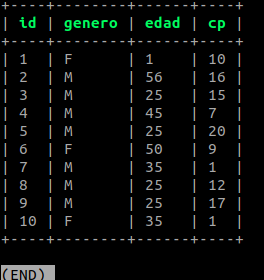 +----+--------+------+----+
| id | genero | edad | cp |
+----+--------+------+----+
| 1  | F      | 1    | 10 |
| 2  | M      | 56   | 16 |
| 3  | M      | 25   | 15 |
| 4  | M      | 45   | 7  |
| 5  | M      | 25   | 20 |
| 6  | F      | 50   | 9  |
| 7  | M      | 35   | 1  |
| 8  | M      | 25   | 12 |
| 9  | M      | 25   | 17 |
| 10 | F      | 35   | 1  |
+----+--------+------+----+
(END)